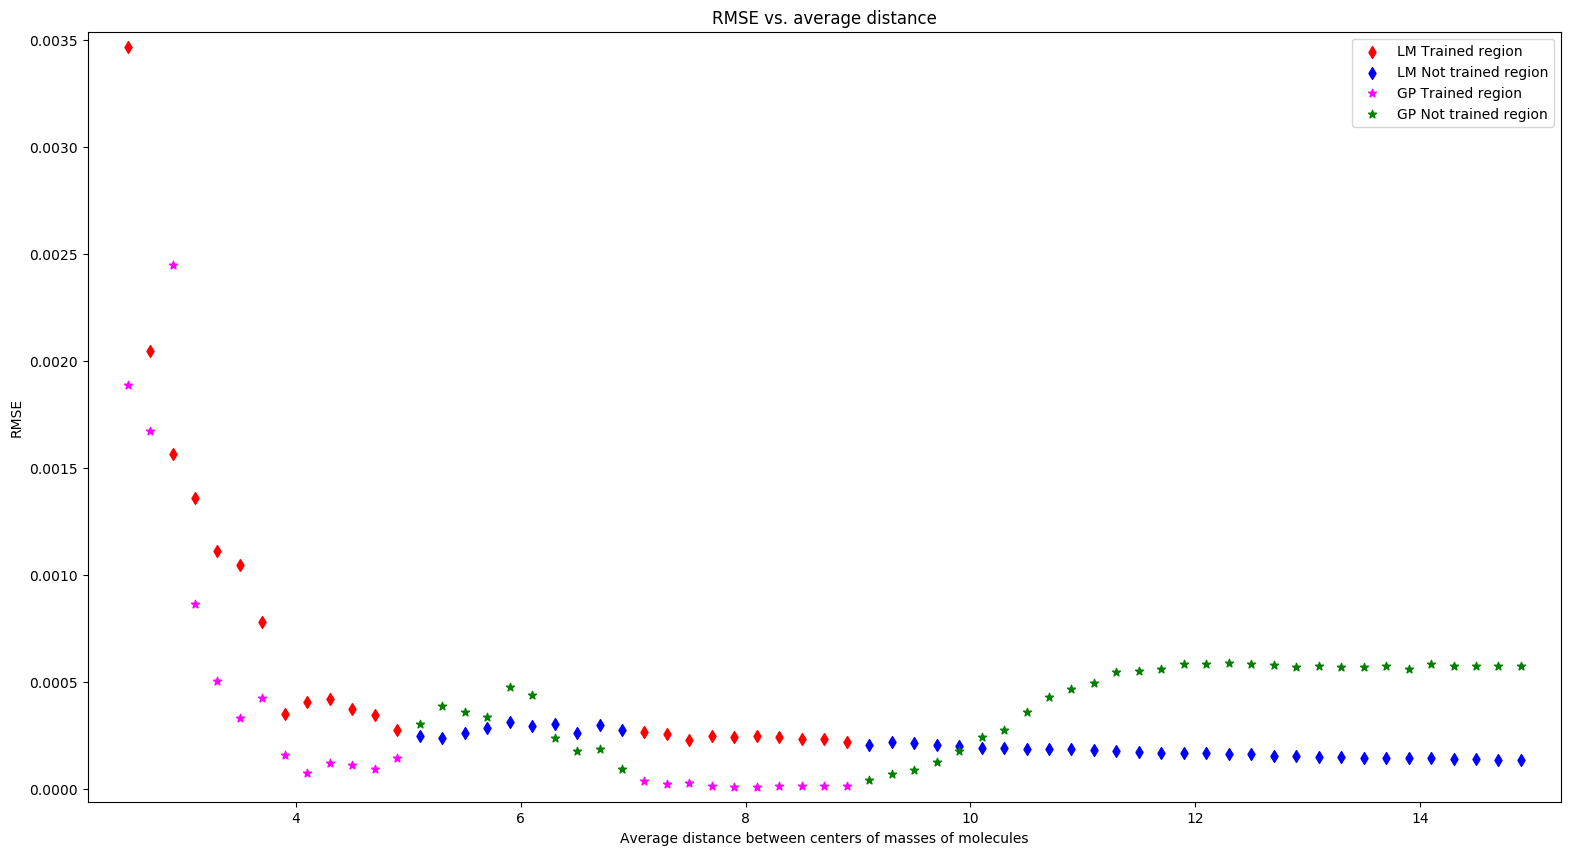 RMSE vs. average distance
LM Trained region
LM Not trained region
GP Trained region
GP Not trained region
0.0035
0.0030
0.0025
0.0020
0.0015
0.0010
0.0005
0.0000
RMSE
4
6
8
10
12
14
Average distance between centers of masses of molecules